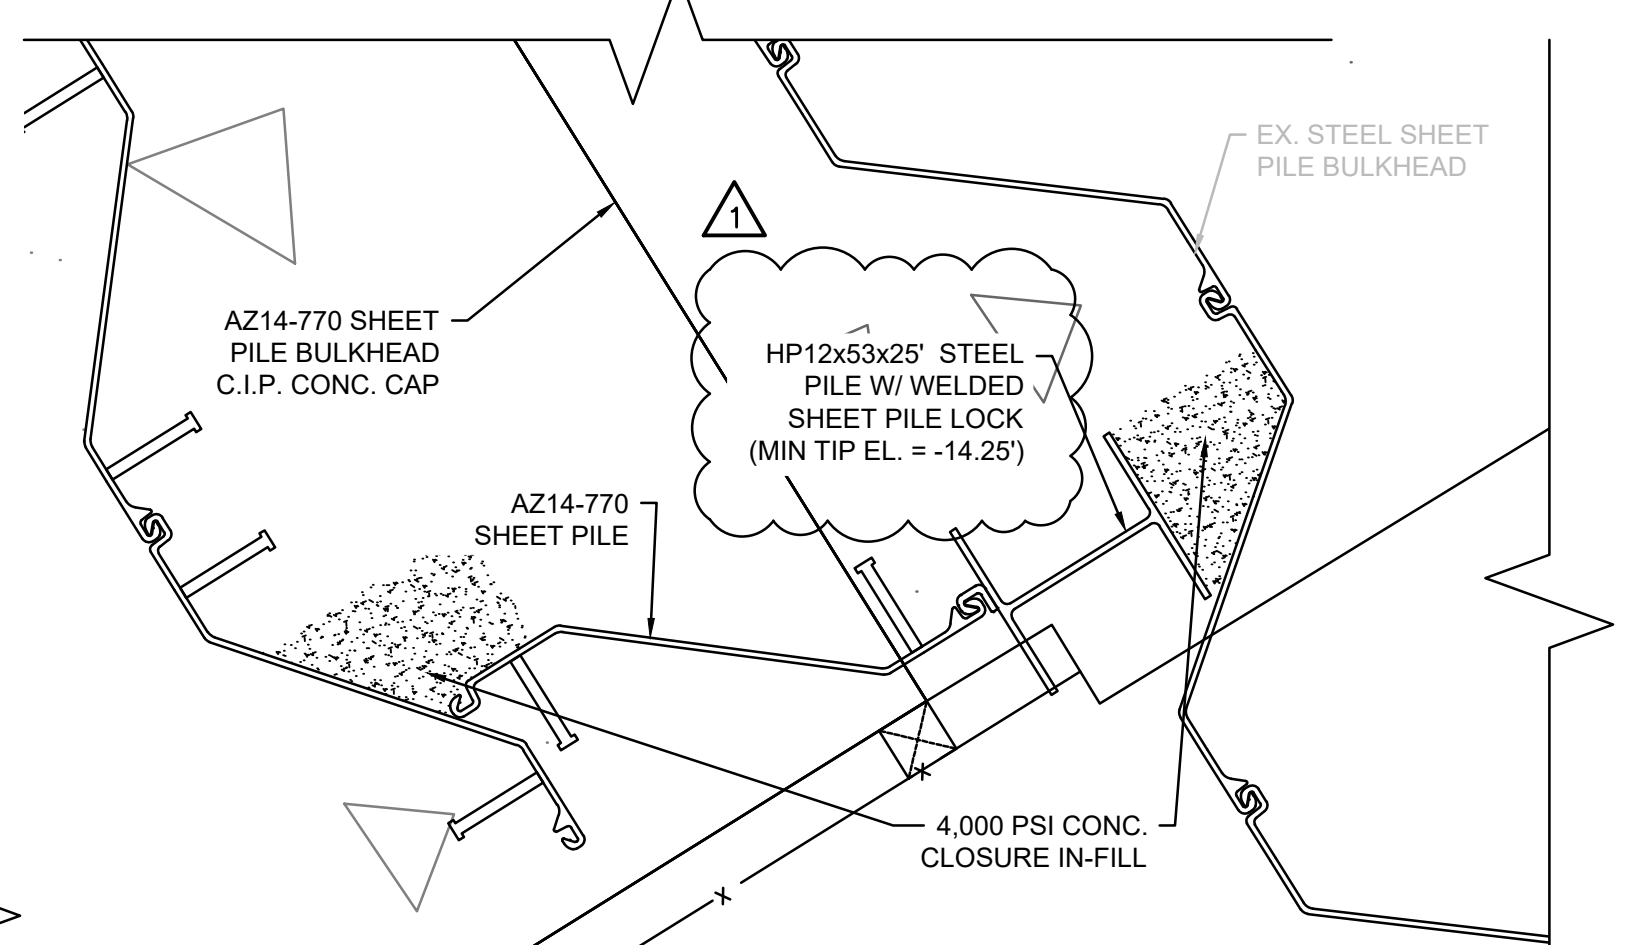 EX. STEEL SHEET
PILE BULKHEAD
1
AZ14-770 SHEET
PILE BULKHEAD
C.I.P. CONC. CAP
HP12x53x25' STEEL
PILE W/ WELDED
SHEET PILE LOCK
(MIN TIP EL. = -14.25')
AZ14-770
SHEET PILE
4,000 PSI CONC.
CLOSURE IN-FILL